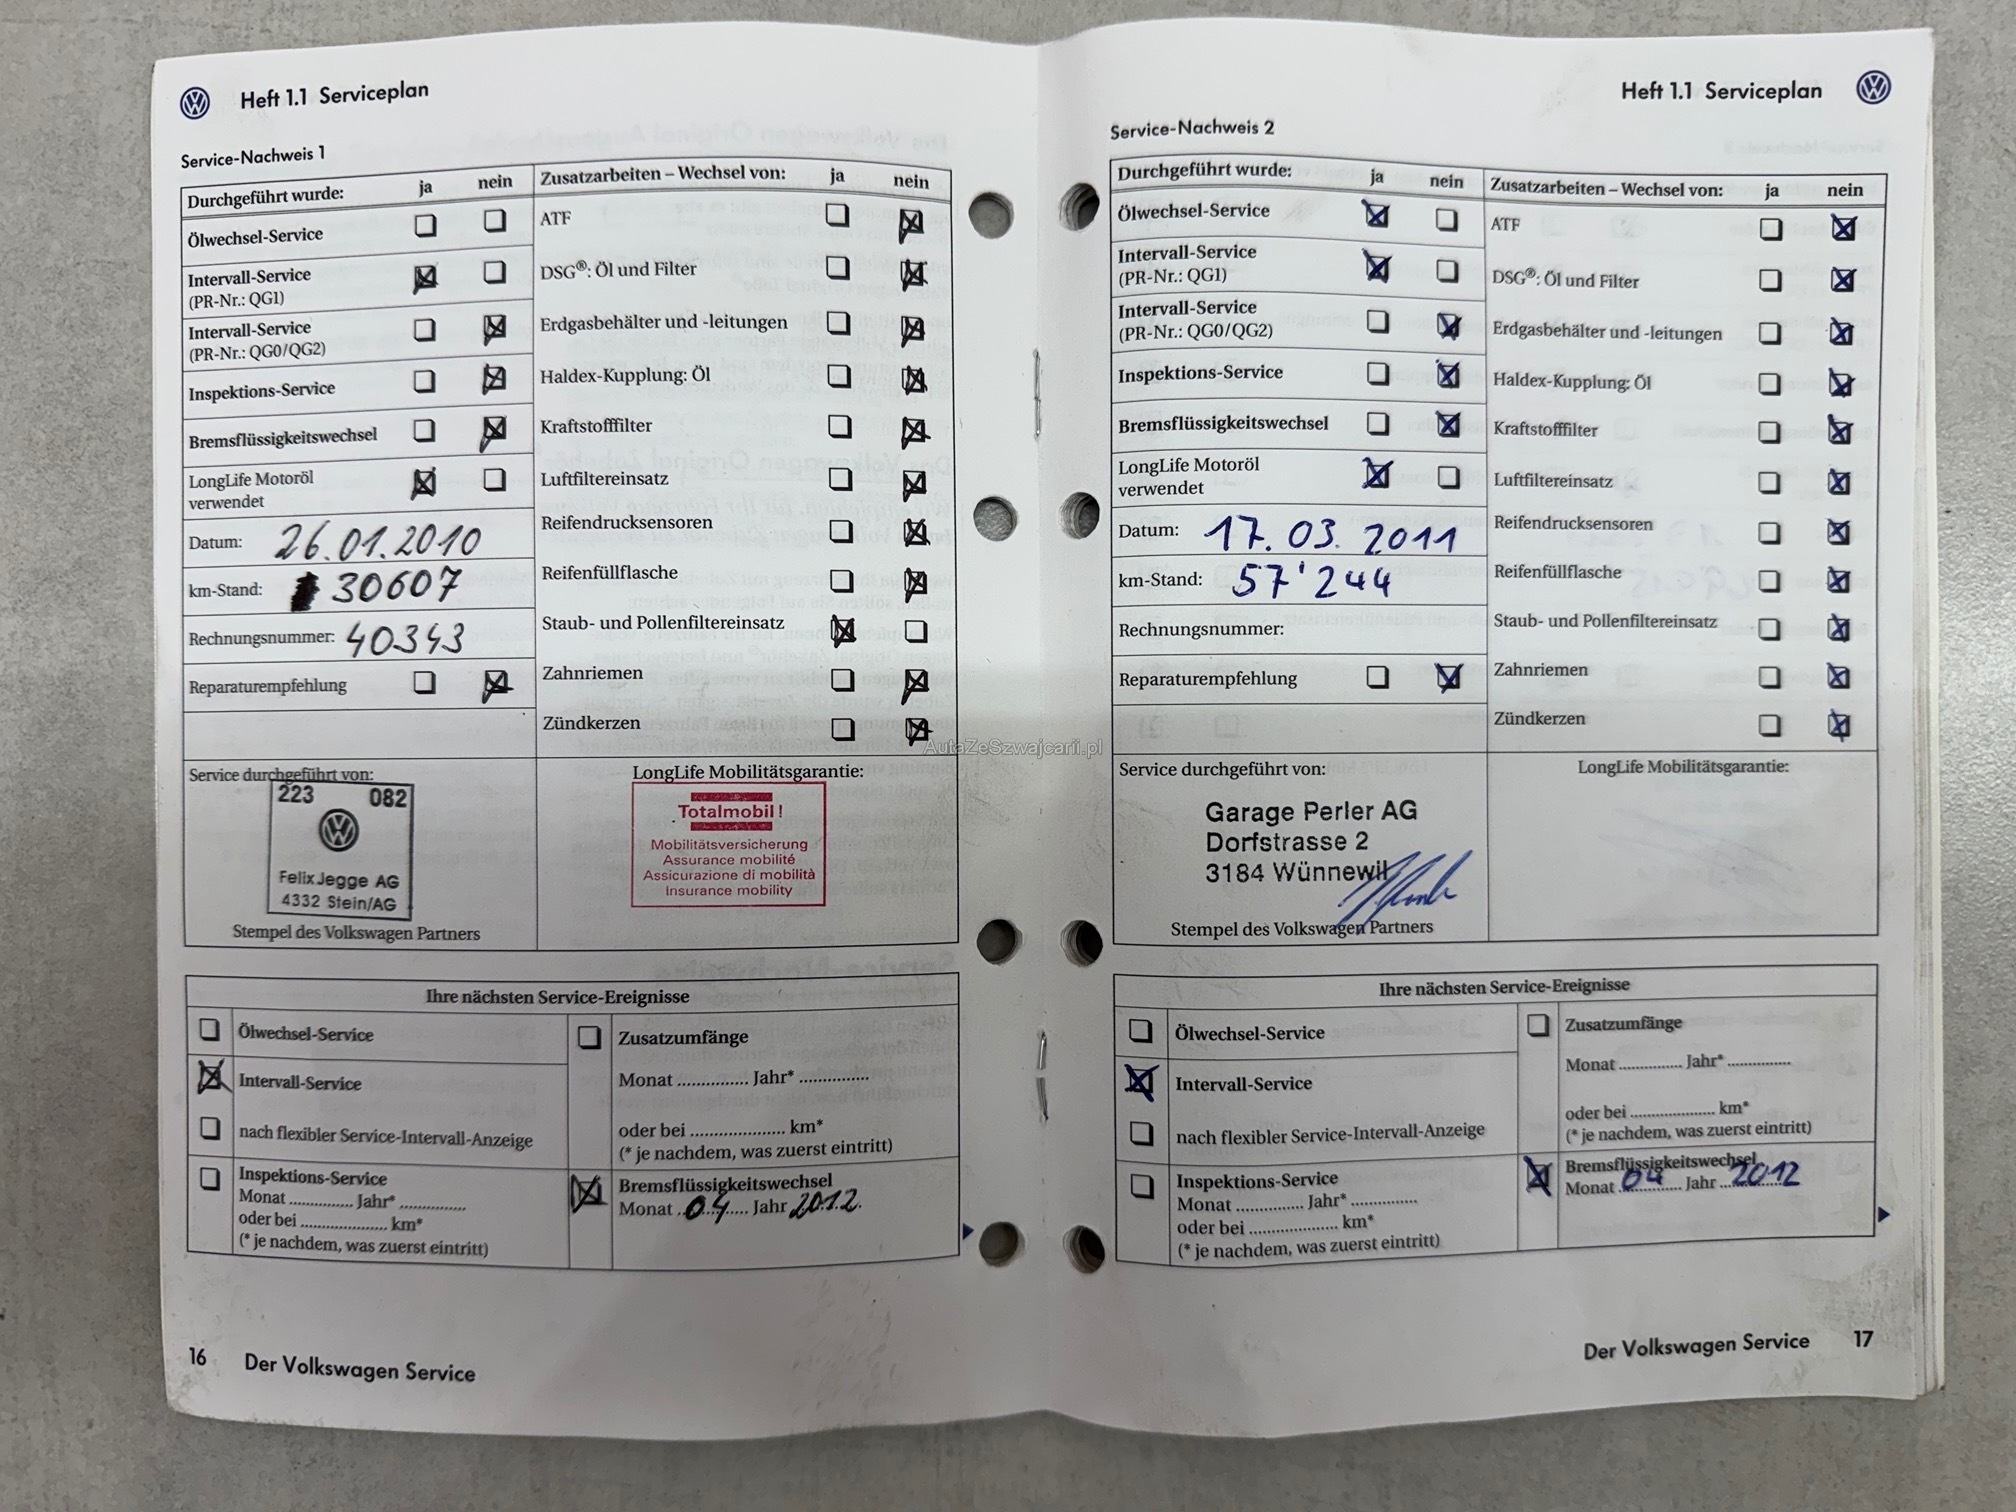 Heft 1.1 Serviceplan
Service-Nachweis 1
Durchgeführt wurde: ja nein
Ölwechsel-Service
Intervall-Service
(PR-Nr.: QG1)
Intervall-Service
(PR-Nr.: QG0/QG2)
Inspektions-Service
Bremsflüssigkeitswechsel
LongLife Motoröl
verwendet
Datum: 26.01.2010
km-Stand: 30607
Rechnungsnummer: 40343
Reparaturempfehlung
Zusatzarbeiten – Wechsel von: ja nein
ATF
DSG®: Öl und Filter
Erdgasbehälter und -leitungen
Haldex-Kupplung: Öl
Kraftstofffilter
Luftfiltereinsatz
Reifendrucksensoren
Reifenfüllflasche
Staub- und Pollenfiltereinsatz
Zahnriemen
Zündkerzen
Service durchgeführt von:
223 082
Felix Jegge AG
4332 Stein/AG
Stempel des Volkswagen Partners
LongLife Mobilitätsgarantie:
Totalmobil!
Mobilitätsversicherung
Assurance mobilité
Assicurazione di mobilità
Insurance mobility
Ihre nächsten Service-Ereignisse
Ölwechsel-Service
Intervall-Service
nach flexibler Service-Intervall-Anzeige
Inspektions-Service
Monat ............. Jahr* .............
oder bei .................. km*
(* je nachdem, was zuerst eintritt)
Zusatzumfänge
Monat ............. Jahr* .............
oder bei .................. km*
(* je nachdem, was zuerst eintritt)
Bremsflüssigkeitswechsel
Monat 04 Jahr 2012
16 Der Volkswagen Service
Heft 1.1 Serviceplan
Service-Nachweis 2
Durchgeführt wurde: ja nein
Ölwechsel-Service
Intervall-Service
(PR-Nr.: QG1)
Intervall-Service
(PR-Nr.: QG0/QG2)
Inspektions-Service
Bremsflüssigkeitswechsel
LongLife Motoröl
verwendet
Datum: 17.03.2011
km-Stand: 57'244
Rechnungsnummer:
Reparaturempfehlung
Zusatzarbeiten – Wechsel von: ja nein
ATF
DSG®: Öl und Filter
Erdgasbehälter und -leitungen
Haldex-Kupplung: Öl
Kraftstofffilter
Luftfiltereinsatz
Reifendrucksensoren
Reifenfüllflasche
Staub- und Pollenfiltereinsatz
Zahnriemen
Zündkerzen
Service durchgeführt von:
Garage Perler AG
Dorfstrasse 2
3184 Wünnewil
Stempel des Volkswagen Partners
LongLife Mobilitätsgarantie:
Ihre nächsten Service-Ereignisse
Ölwechsel-Service
Intervall-Service
nach flexibler Service-Intervall-Anzeige
Inspektions-Service
Monat ............. Jahr* .............
oder bei .................. km*
(* je nachdem, was zuerst eintritt)
Zusatzumfänge
Monat ............. Jahr* .............
oder bei .................. km*
(* je nachdem, was zuerst eintritt)
Bremsflüssigkeitswechsel
Monat 04 Jahr 2012
Der Volkswagen Service 17
AutaZeSzwajcarii.pl